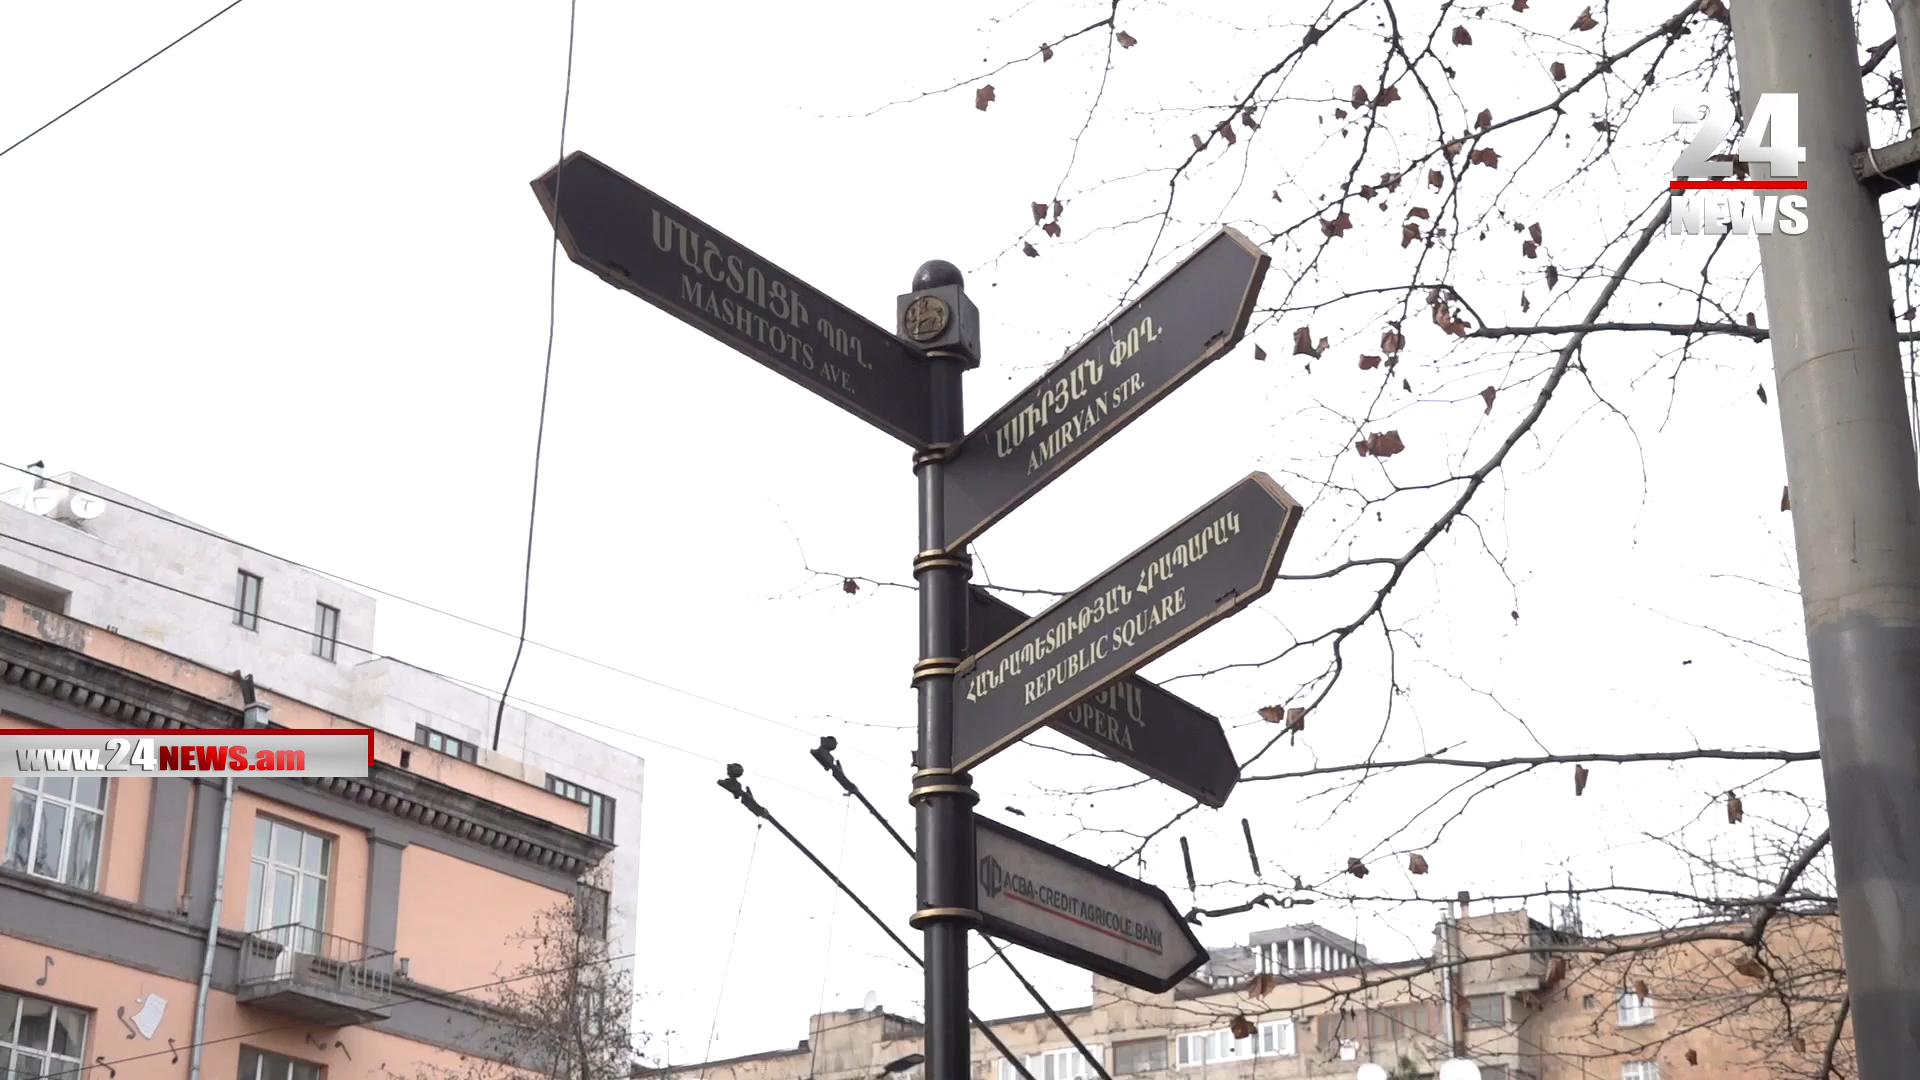 ՄԱՇՏՈՑԻ ՊՈՂ.
MASHTOTS AVE.
ԱՄԻՐՅԱՆ ՓՈՂ.
AMIRYAN STR.
ՀԱՆՐԱՊԵՏՈՒԹՅԱՆ ՀՐԱՊԱՐԱԿ
REPUBLIC SQUARE
OPERA
ACBA-CREDIT AGRICOLE BANK
24
NEWS
www.24NEWS.am